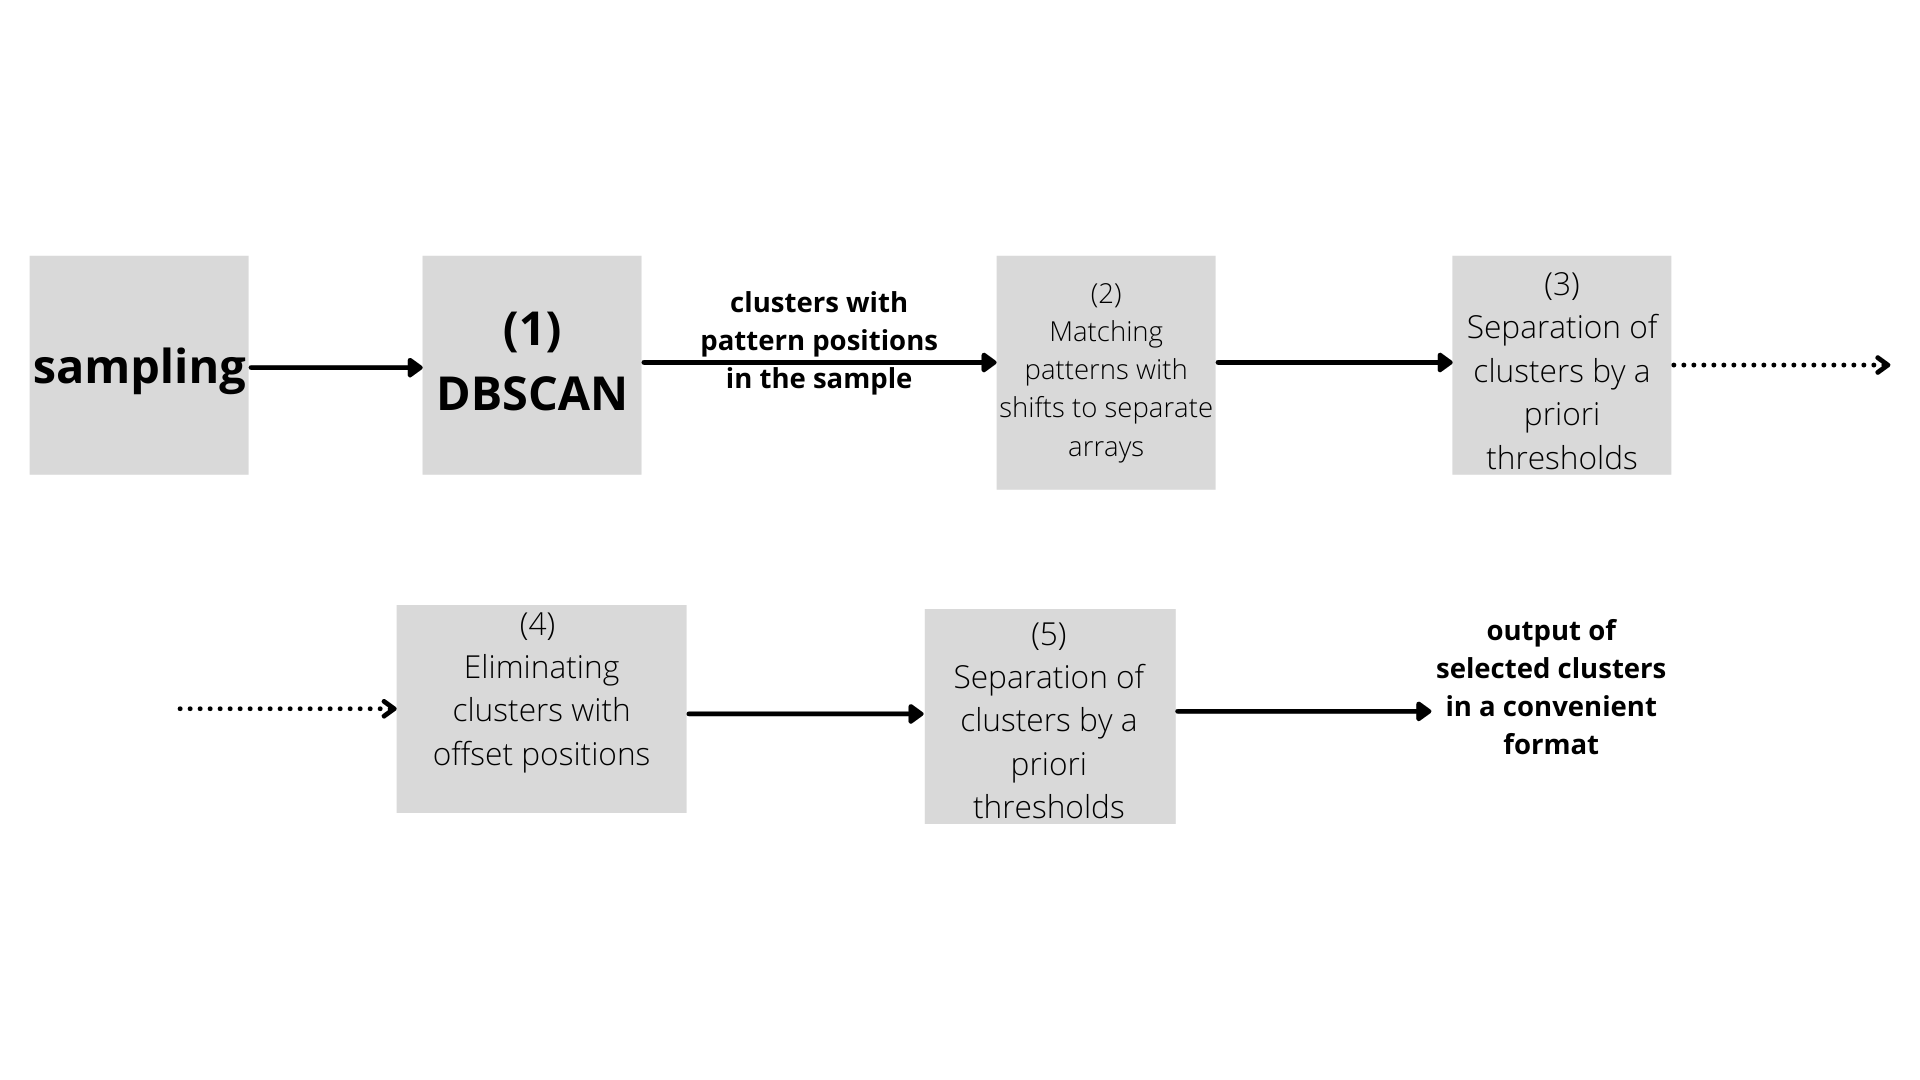 sampling
(1)
DBSCAN
clusters with
pattern positions
in the sample
(2)
Matching
patterns with
shifts to separate
arrays
(3)
Separation of
clusters by a
priori
thresholds
(4)
Eliminating
clusters with
offset positions
(5)
Separation of
clusters by a
priori
thresholds
output of
selected clusters
in a convenient
format